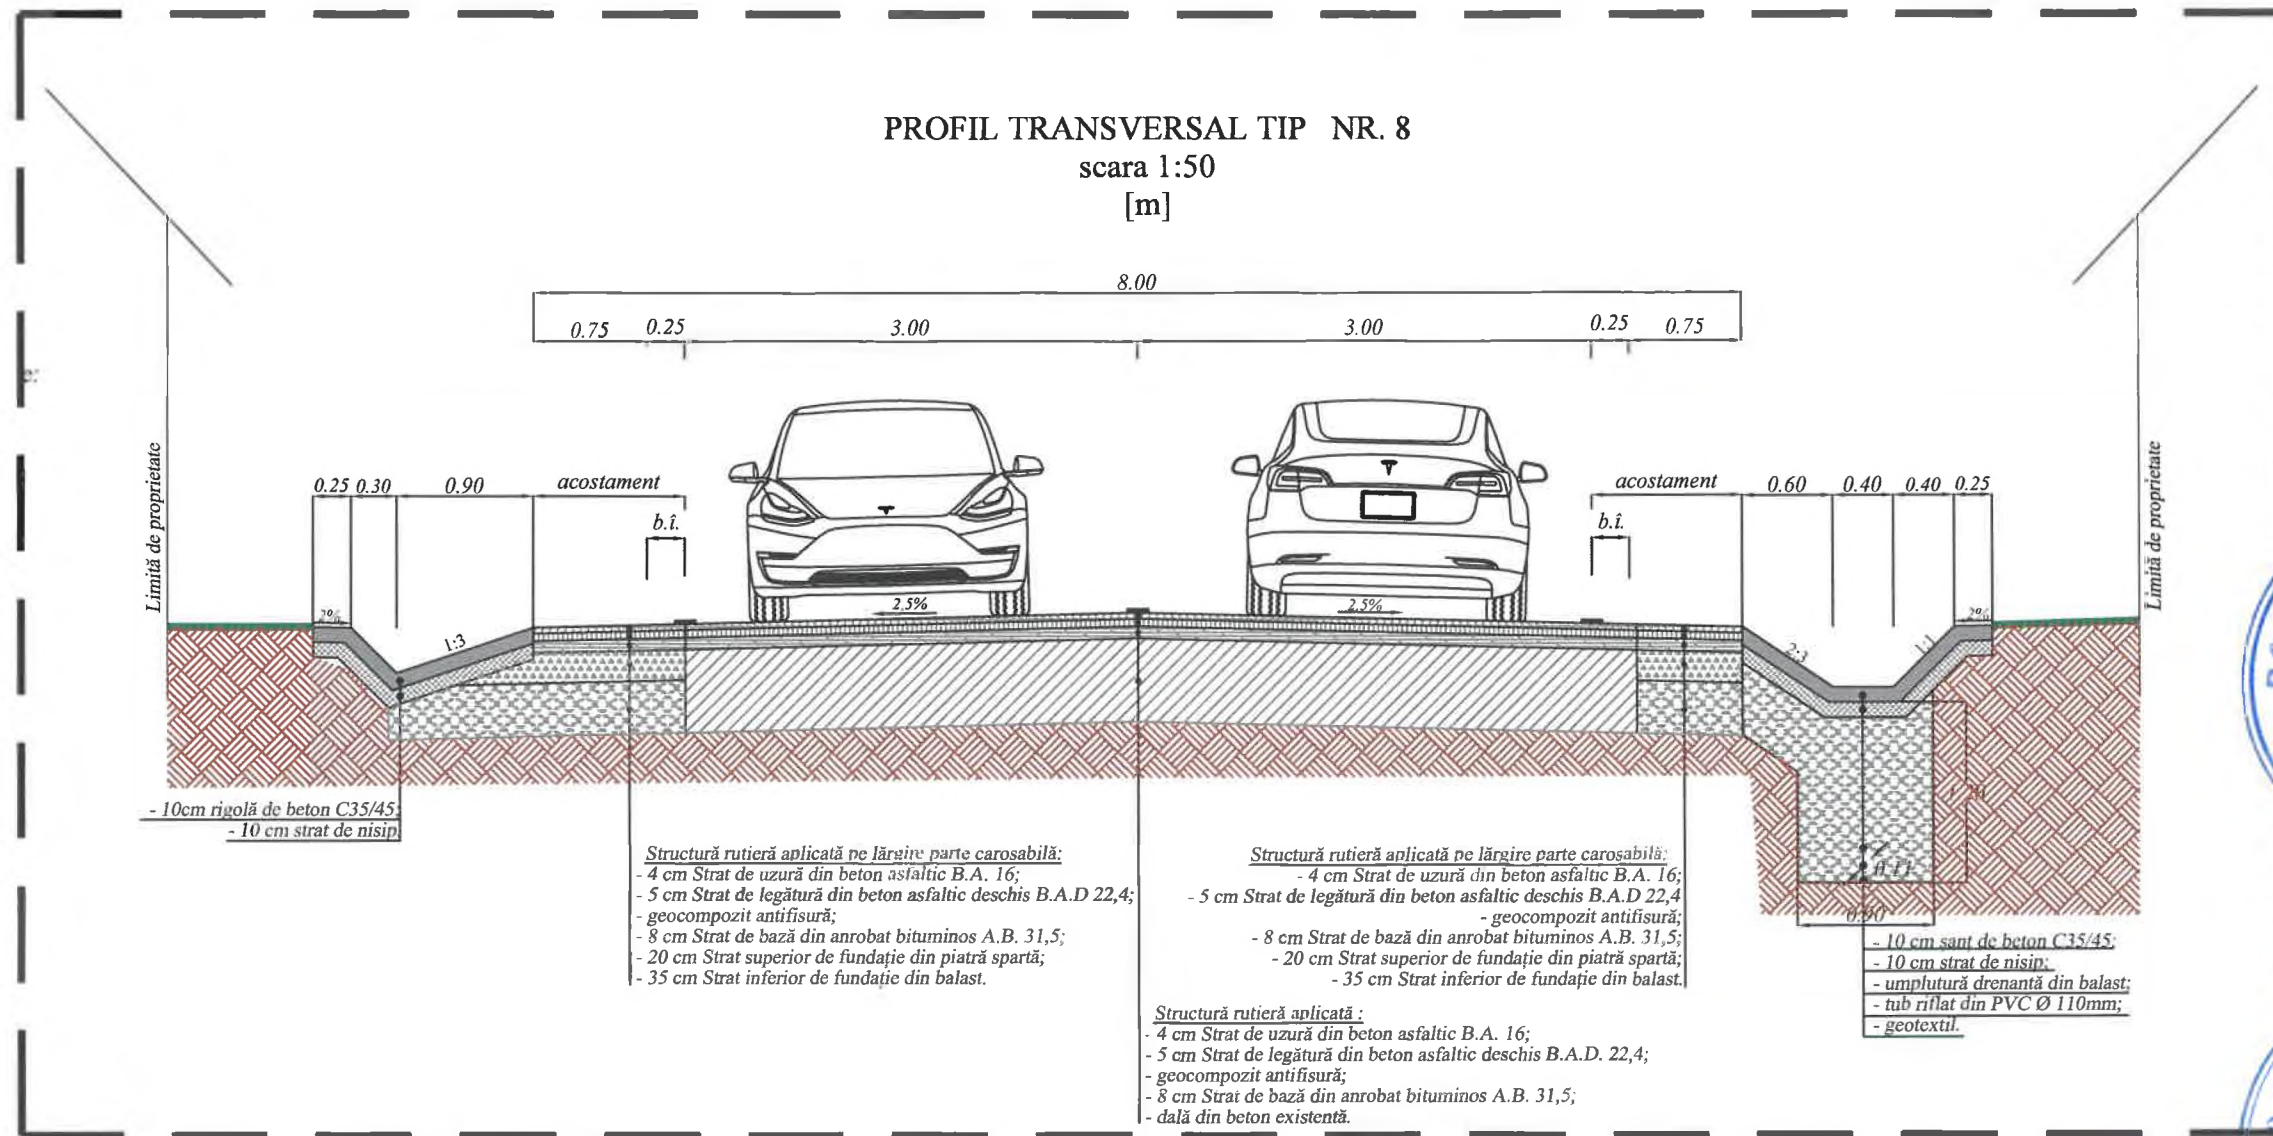 PROFIL TRANSVERSAL TIP NR. 8
scara 1:50
[m]
8.00
0.75 0.25 3.00 3.00 0.25 0.75
Limită de proprietate
0.25 0.30 0.90 acostament
b.î.
acostament 0.60 0.40 0.40 0.25
b.î.
Limită de proprietate
2% 1:3 2.5% 2.5% 2:3 1:1 2%
- 10cm rigolă de beton C35/45;
- 10 cm strat de nisip.
Structură rutieră aplicată pe lărgire parte carosabilă:
- 4 cm Strat de uzură din beton asfaltic B.A. 16;
- 5 cm Strat de legătură din beton asfaltic deschis B.A.D 22,4;
- geocompozit antifisură;
- 8 cm Strat de bază din anrobat bituminos A.B. 31,5;
- 20 cm Strat superior de fundație din piatră spartă;
- 35 cm Strat inferior de fundație din balast.
Structură rutieră aplicată pe lărgire parte carosabilă:
- 4 cm Strat de uzură din beton asfaltic B.A. 16;
- 5 cm Strat de legătură din beton asfaltic deschis B.A.D 22,4
- geocompozit antifisură;
- 8 cm Strat de bază din anrobat bituminos A.B. 31,5;
- 20 cm Strat superior de fundație din piatră spartă;
- 35 cm Strat inferior de fundație din balast.
Structură rutieră aplicată :
- 4 cm Strat de uzură din beton asfaltic B.A. 16;
- 5 cm Strat de legătură din beton asfaltic deschis B.A.D. 22,4;
- geocompozit antifisură;
- 8 cm Strat de bază din anrobat bituminos A.B. 31,5;
- dală din beton existentă.
0.11
0.90
- 10 cm șanț de beton C35/45;
- 10 cm strat de nisip;
- umplutură drenantă din balast;
- tub riflat din PVC Ø 110mm;
- geotextil.